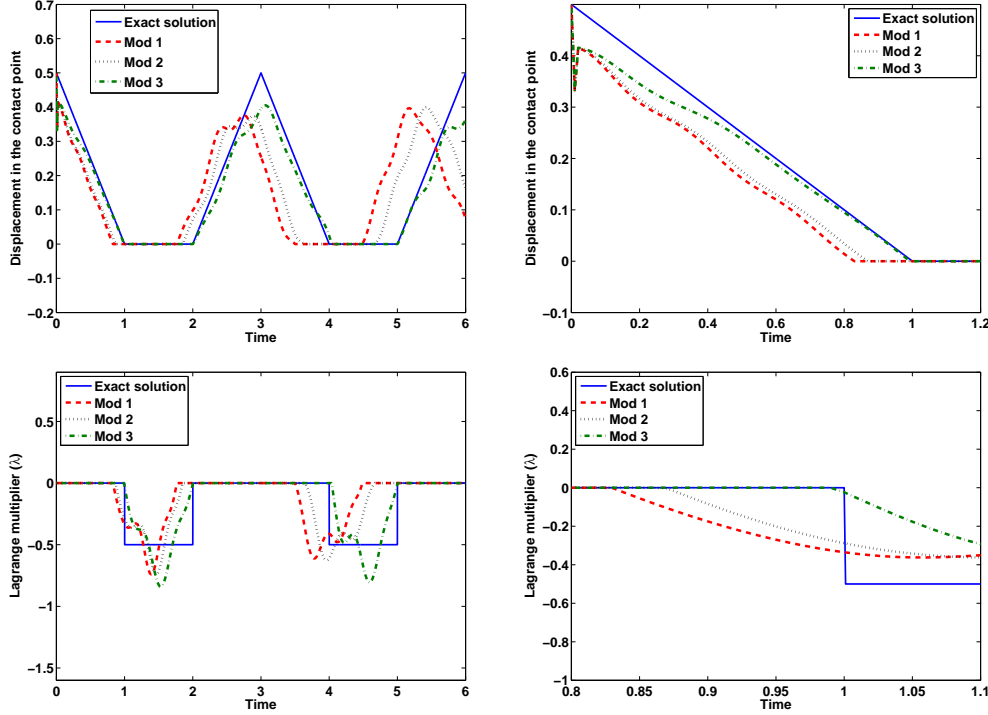 0.7
0.6
0.5
0.4
0.3
0.2
0.1
0
−0.1
−0.2
0 1 2 3 4 5 6
Time
Displacement in the contact point
Exact solution
Mod 1
Mod 2
Mod 3
0.5
0.4
0.3
0.2
0.1
0
−0.1
0 0.2 0.4 0.6 0.8 1 1.2
Time
Displacement in the contact point
Exact solution
Mod 1
Mod 2
Mod 3
0.5
0
−0.5
−1
−1.5
0 1 2 3 4 5 6
Time
Lagrange multiplier (λ)
Exact solution
Mod 1
Mod 2
Mod 3
0.6
0.4
0.2
0
−0.2
−0.4
−0.6
−0.8
−1
0.8 0.85 0.9 0.95 1 1.05 1.1
Time
Lagrange multiplier (λ)
Exact solution
Mod 1
Mod 2
Mod 3